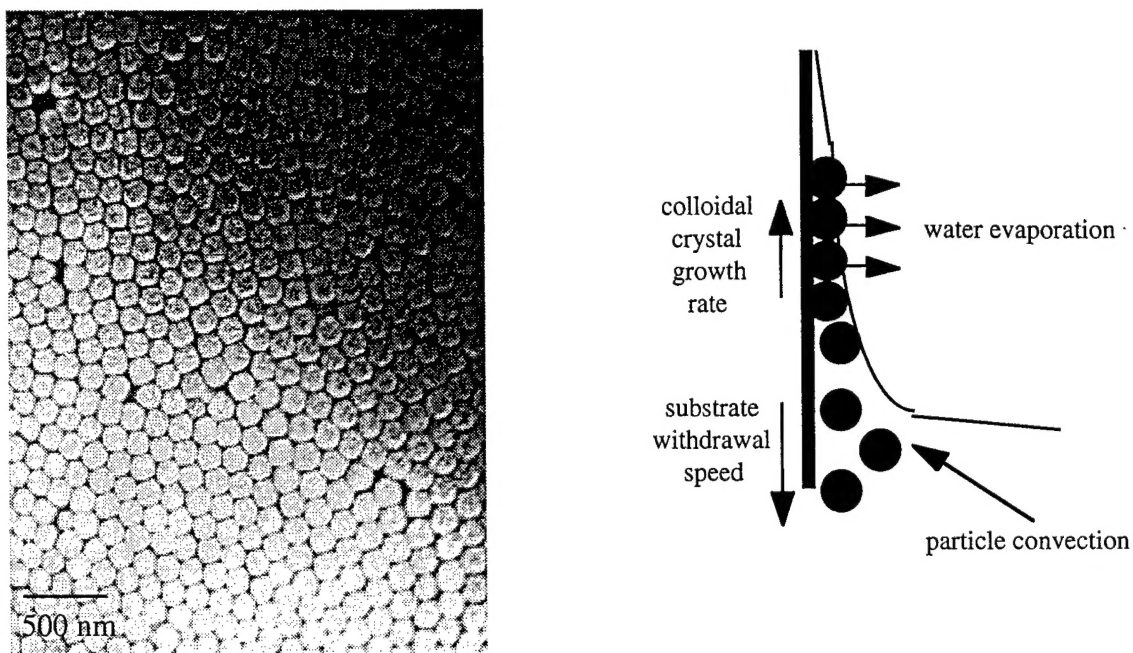 500 nm
colloidal
crystal
growth
rate
water evaporation
substrate
withdrawal
speed
particle convection